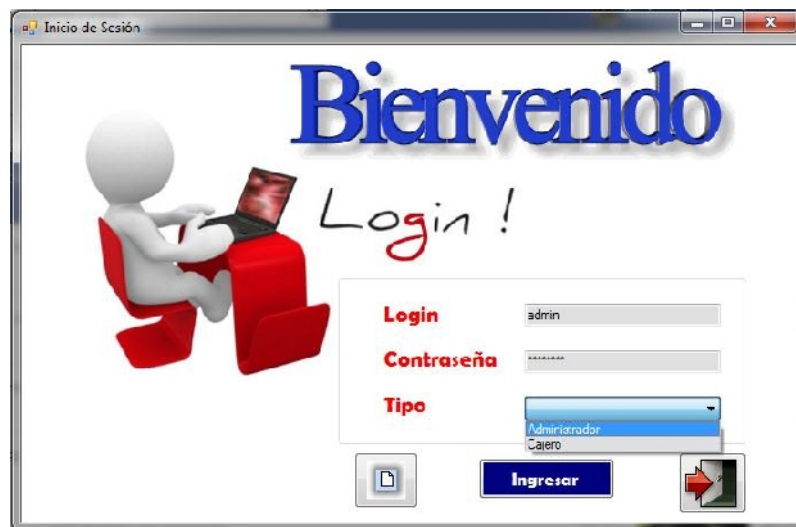 Inicio de Sesión
Bienvenido
Login !
Login
admin
Contraseña
********
Tipo
Administrador
Cajero
Ingresar